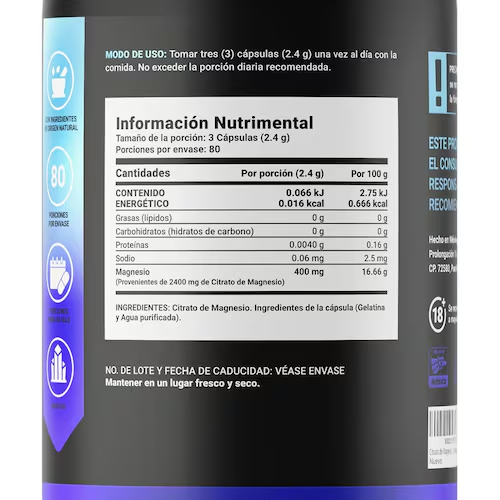 MODO DE USO: Tomar tres (3) cápsulas (2.4 g) una vez al día con la
comida. No exceder la porción diaria recomendada.
Información Nutrimental
Tamaño de la porción: 3 Cápsulas (2.4 g)
Porciones por envase: 80
Cantidades Por porción (2.4 g) Por 100 g
CONTENIDO 0.066 kJ 2.75 kJ
ENERGÉTICO 0.016 kcal 0.666 kcal
Grasas (lípidos) 0 g 0 g
Carbohidratos (hidratos de carbono) 0 g 0 g
Proteínas 0.0040 g 0.16 g
Sodio 0.06 mg 2.5 mg
Magnesio 400 mg 16.66 g
(Provenientes de 2400 mg de Citrato de Magnesio)
INGREDIENTES: Citrato de Magnesio. Ingredientes de la cápsula (Gelatina
y Agua purificada).
NO. DE LOTE Y FECHA DE CADUCIDAD: VÉASE ENVASE
Mantener en un lugar fresco y seco.
INGREDIENTES
ORIGEN NATURAL
80
PORCIONES
POR ENVASE
!
ESTE
EL
Hecho en
CP. 72580,
18+